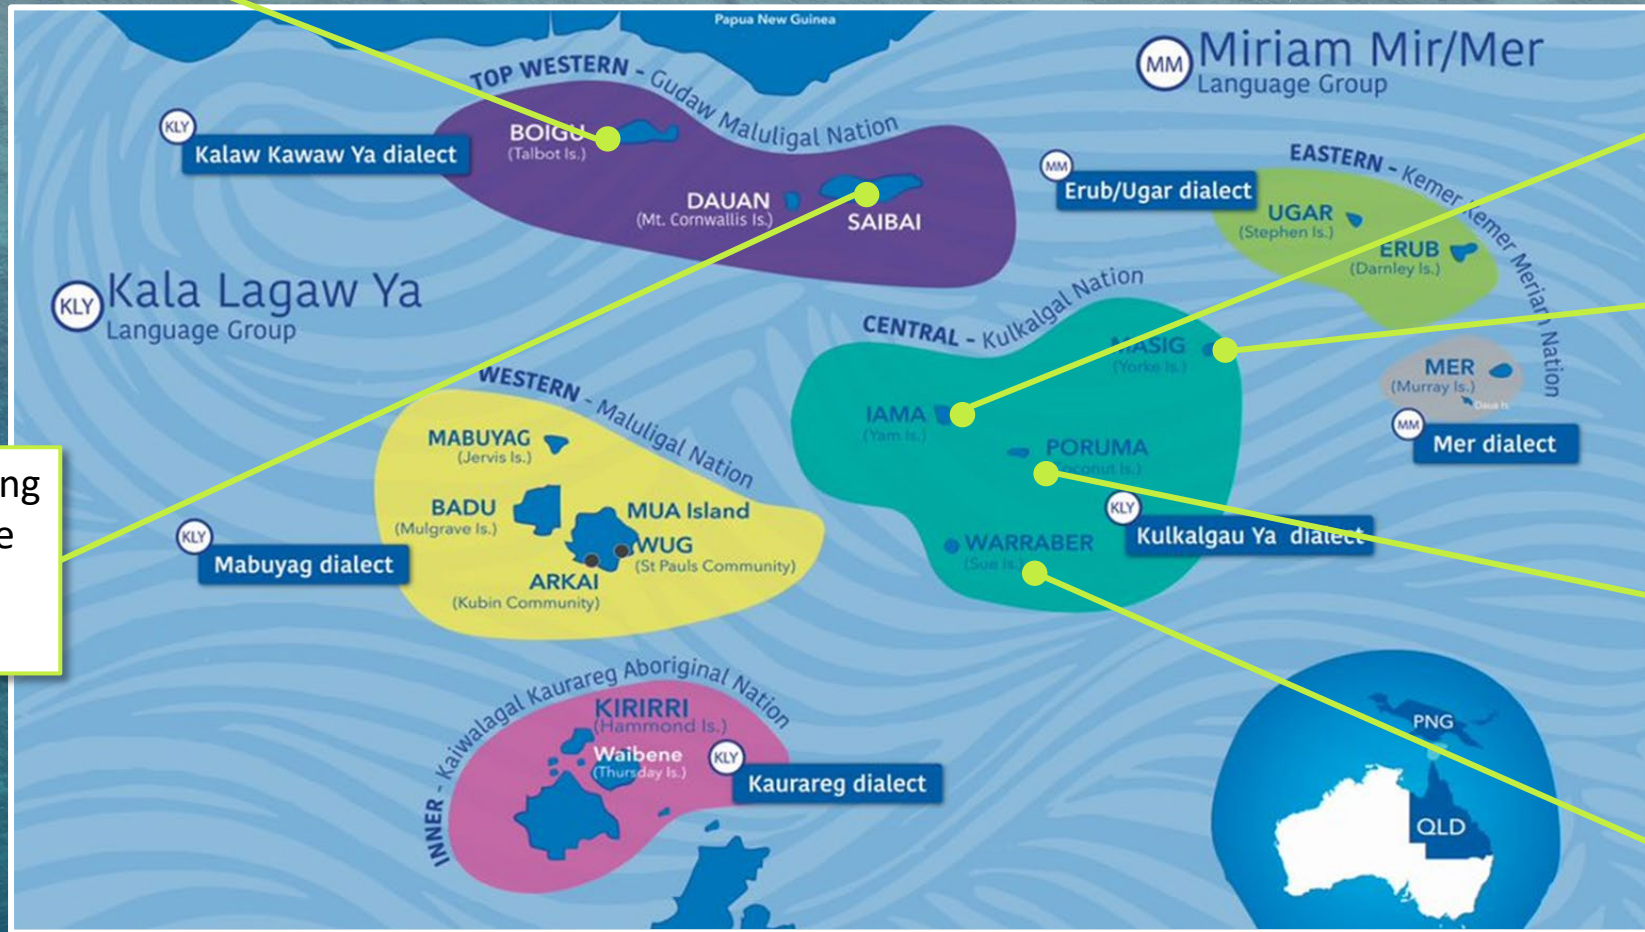 Papua New Guinea
MM Miriam Mir/Mer
Language Group
TOP WESTERN - Gudaw Maluligal Nation
KLY
Kalaw Kawaw Ya dialect
BOIGU
(Talbot Is.)
DAUAN
(Mt. Cornwallis Is.)
SAIBAI
EASTERN - Kemer Kemer Meriam Nation
MM
Erub/Ugar dialect
UGAR
(Stephen Is.)
ERUB
(Darnley Is.)
KLY Kala Lagaw Ya
Language Group
CENTRAL - Kulkalgal Nation
MASIG
(Yorke Is.)
MER
(Murray Is.)
Daua Is.
MM
Mer dialect
IAMA
(Yam Is.)
PORUMA
(Coconut Is.)
WARRABER
(Sue Is.)
KLY
Kulkalgau Ya dialect
WESTERN - Maluligal Nation
MABUYAG
(Jervis Is.)
BADU
(Mulgrave Is.)
MUA Island
WUG
(St Pauls Community)
ARKAI
(Kubin Community)
KLY
Mabuyag dialect
ng
e
INNER - Kaiwalagal Kaurareg Aboriginal Nation
KIRIRRI
(Hammond Is.)
Waibene
(Thursday Is.)
KLY
Kaurareg dialect
PNG
QLD